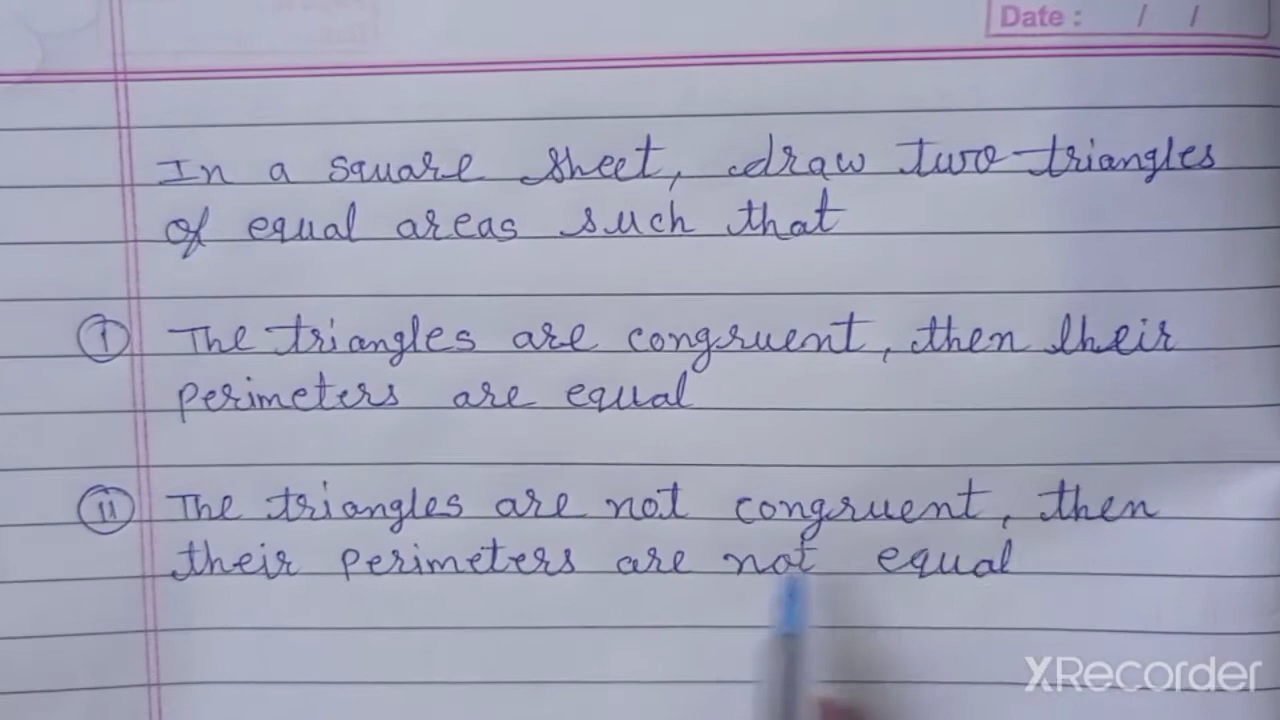 Date : / /
In a square sheet, draw two triangles
of equal areas such that
(i) The triangles are congruent, then their
perimeters are equal
(ii) The triangles are not congruent, then
their perimeters are not equal
XRecorder